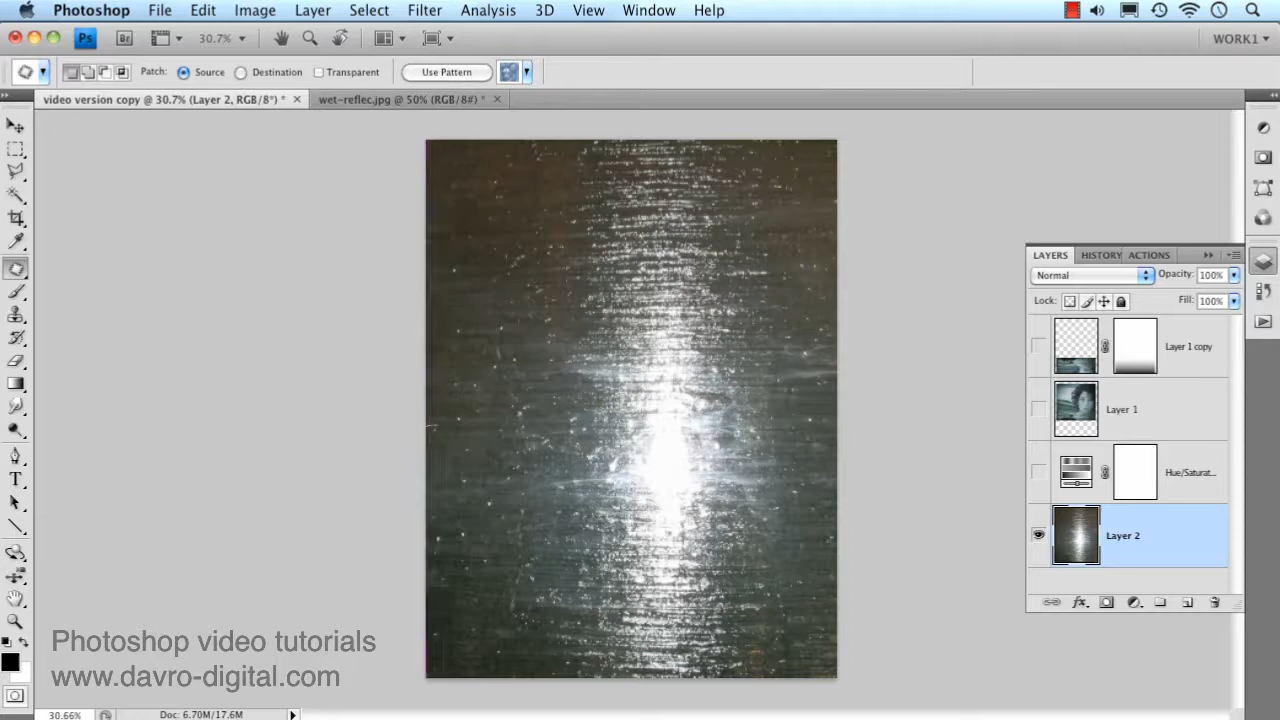 Photoshop File Edit Image Layer Select Filter Analysis 3D View Window Help
Ps Br 30.7% WORK1
Patch: Source Destination Transparent Use Pattern
video version copy @ 30.7% (Layer 2, RGB/8*) * wet-reflec.jpg @ 50% (RGB/8#) *
LAYERS HISTORY ACTIONS
Normal Opacity: 100%
Lock: Fill: 100%
Layer 1 copy
Layer 1
Hue/Saturat...
Layer 2
Photoshop video tutorials
www.davro-digital.com
30.66% Doc: 6.70M/17.6M